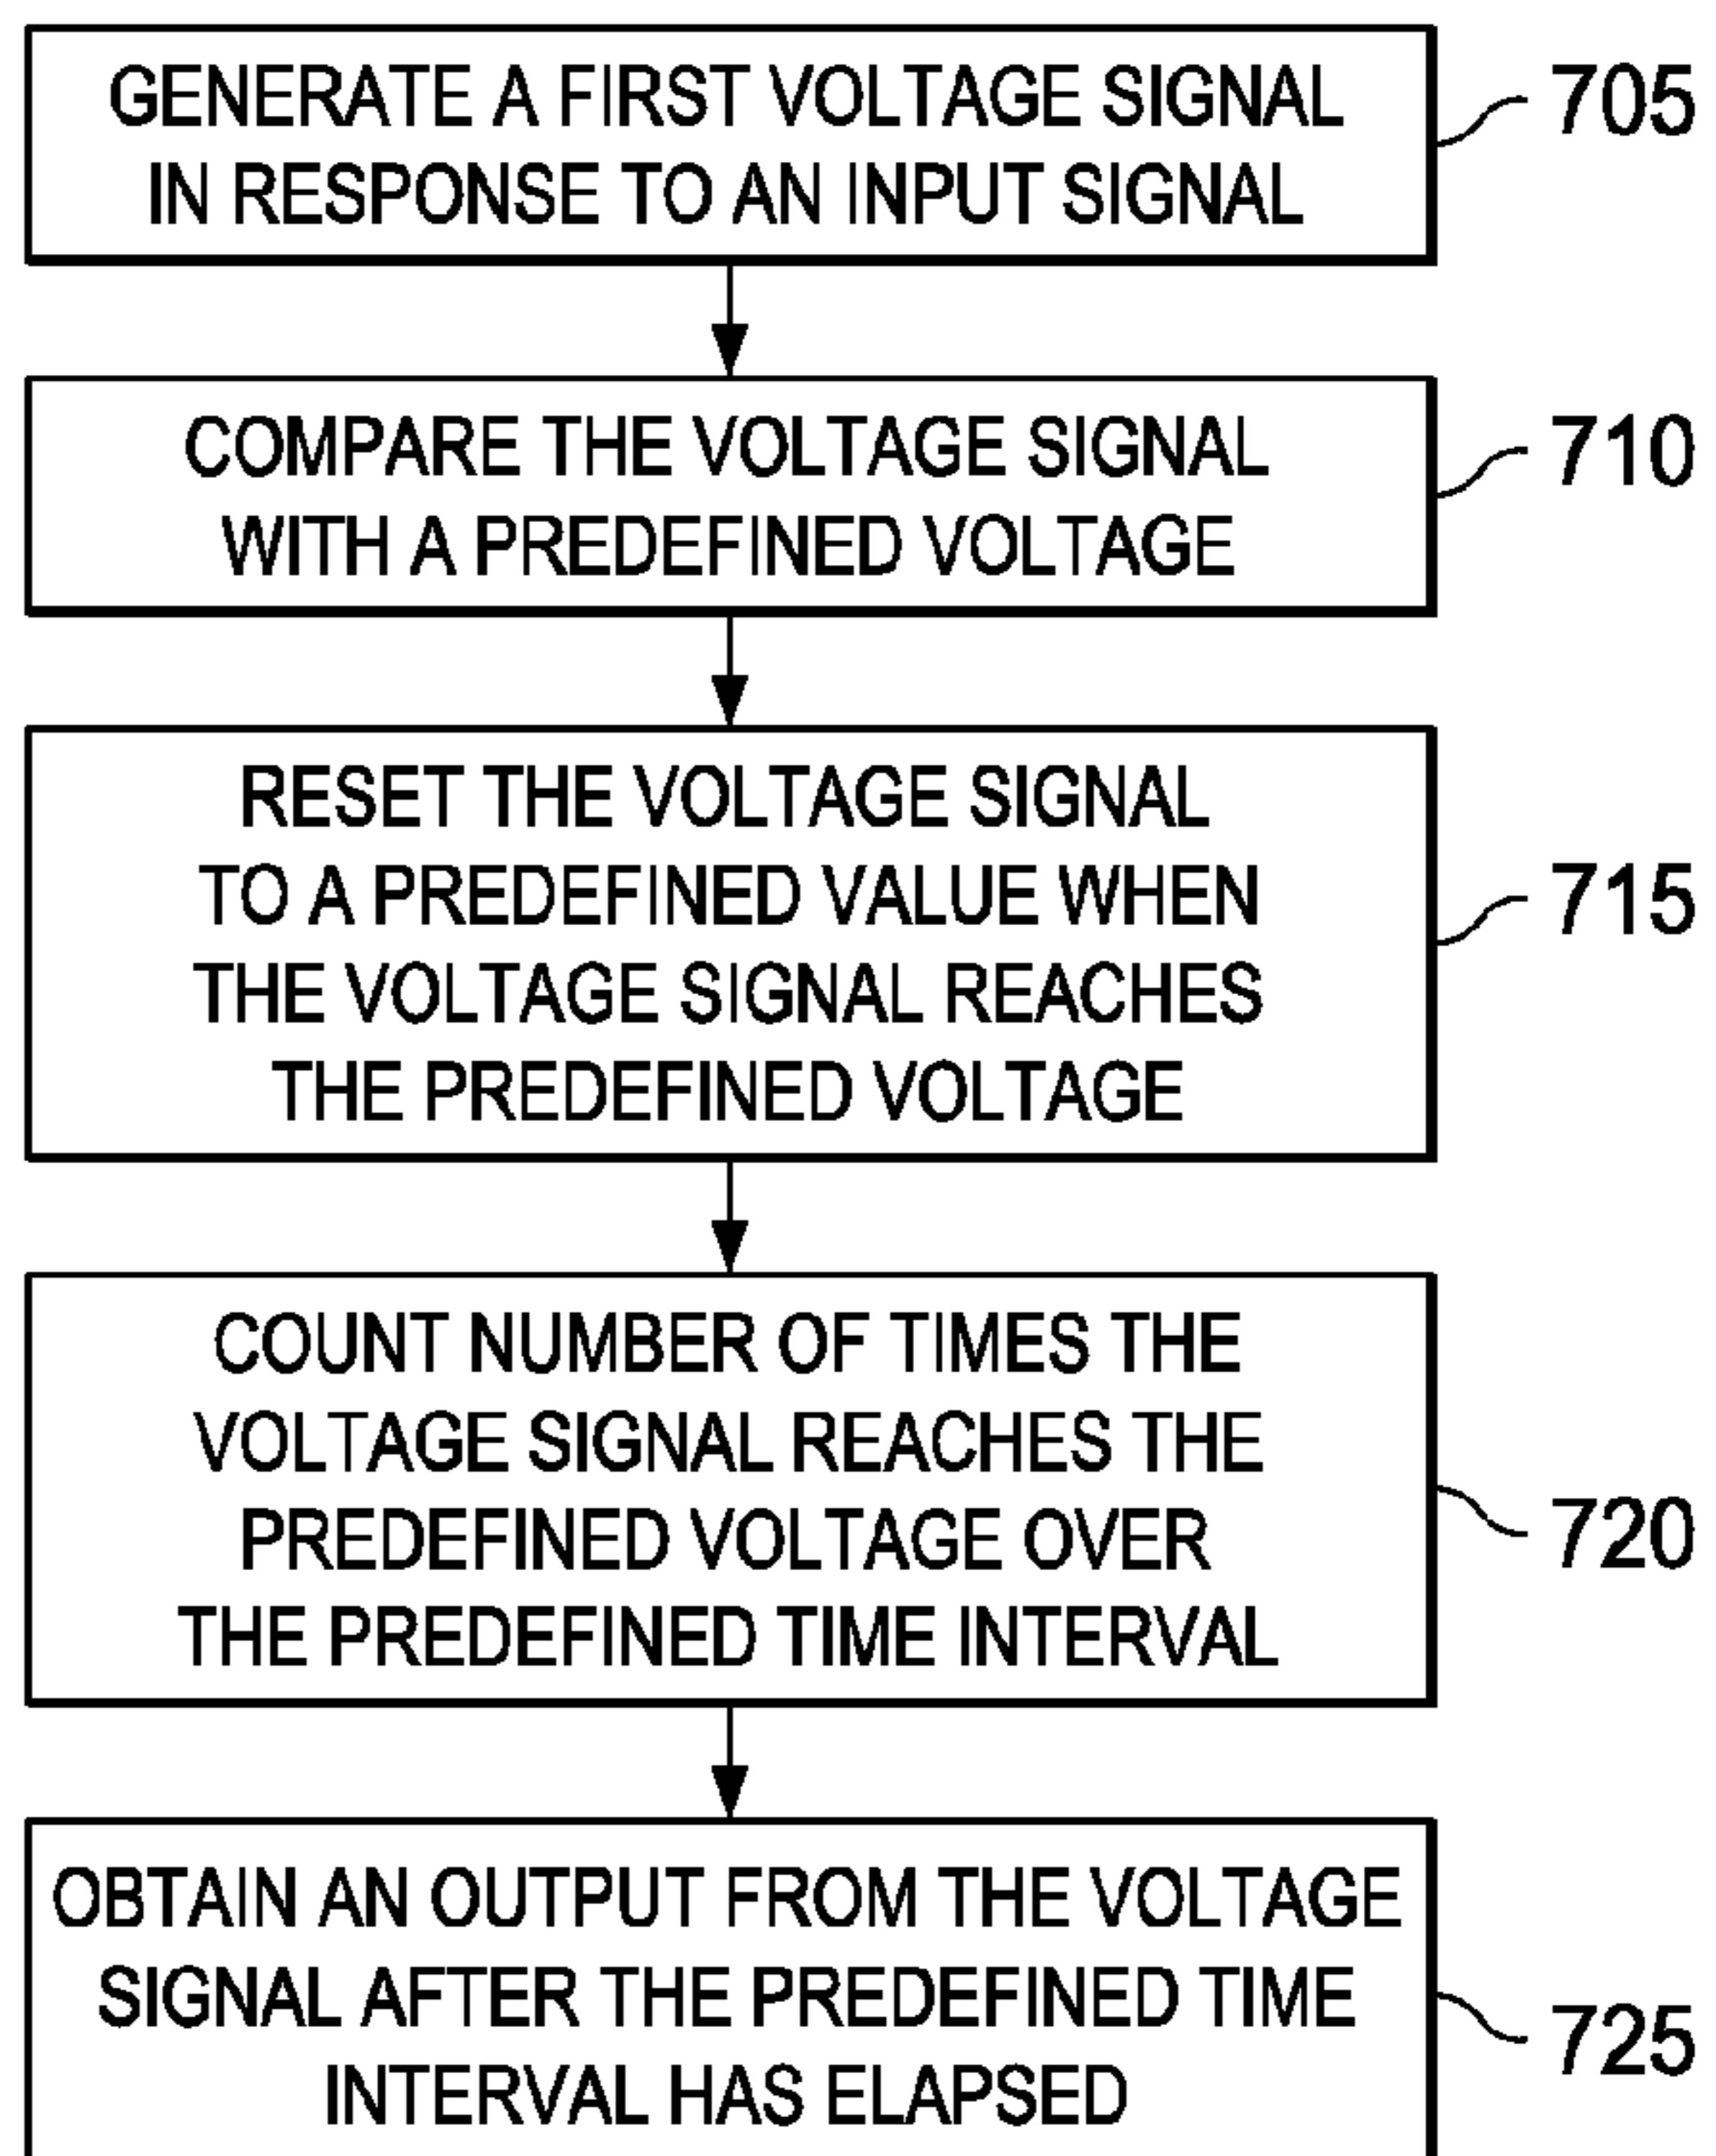 GENERATE A FIRST VOLTAGE SIGNAL
IN RESPONSE TO AN INPUT SIGNAL
705
COMPARE THE VOLTAGE SIGNAL
WITH A PREDEFINED VOLTAGE
710
RESET THE VOLTAGE SIGNAL
TO A PREDEFINED VALUE WHEN
THE VOLTAGE SIGNAL REACHES
THE PREDEFINED VOLTAGE
715
COUNT NUMBER OF TIMES THE
VOLTAGE SIGNAL REACHES THE
PREDEFINED VOLTAGE OVER
THE PREDEFINED TIME INTERVAL
720
OBTAIN AN OUTPUT FROM THE VOLTAGE
SIGNAL AFTER THE PREDEFINED TIME
INTERVAL HAS ELAPSED
725